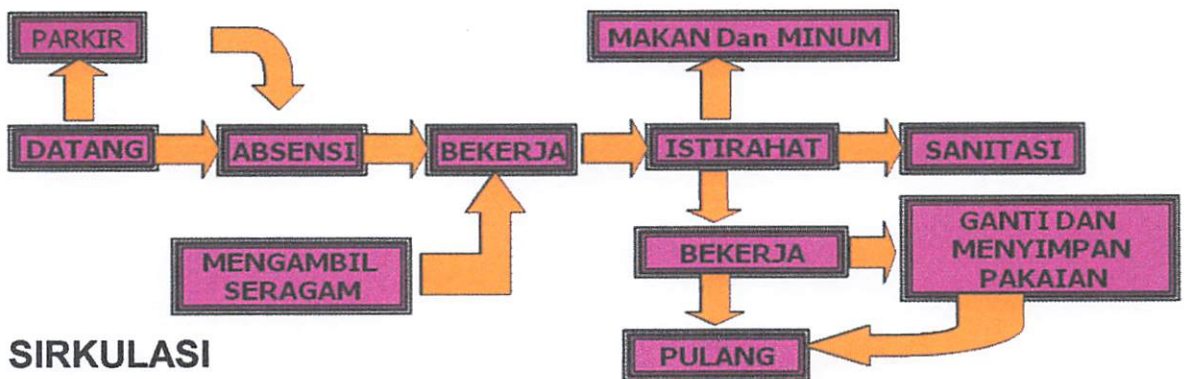 PARKIR
MAKAN Dan MINUM
DATANG
ABSENSI
BEKERJA
ISTIRAHAT
SANITASI
MENGAMBIL
SERAGAM
BEKERJA
GANTI DAN
MENYIMPAN
PAKAIAN
PULANG
SIRKULASI